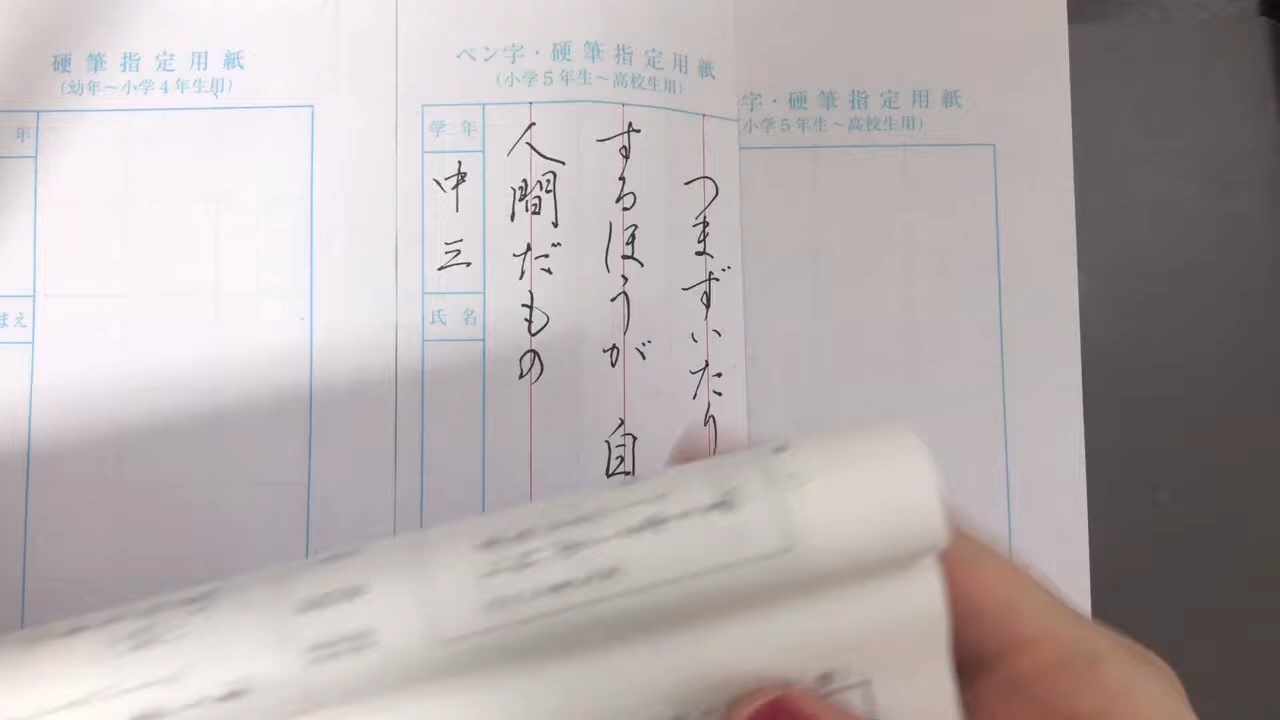 硬筆指定用紙
(幼年～小学4年生用)
年
まえ
ペン字・硬筆指定用紙
(小学5年生～高校生用)
つまずいたり
するほうが 自
人間だもの
学年
中三
氏名
字・硬筆指定用紙
小学5年生～高校生用)